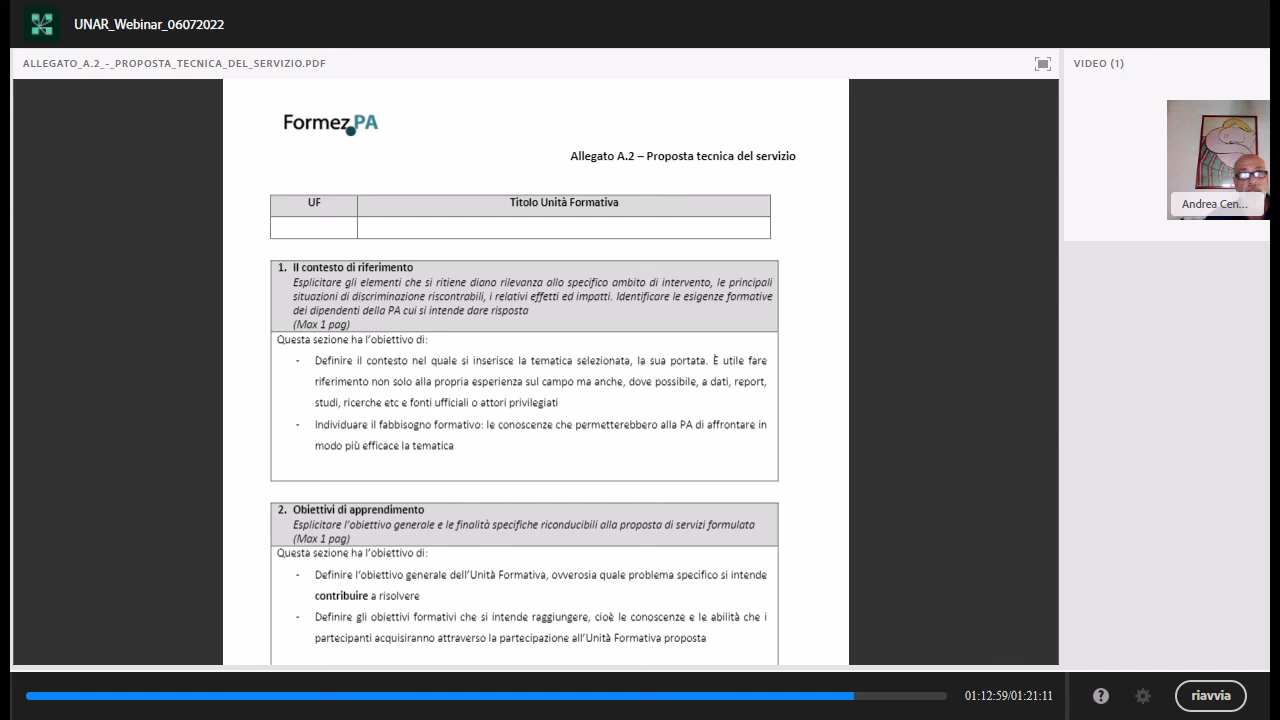 UNAR_Webinar_06072022
ALLEGATO_A.2_-_PROPOSTA_TECNICA_DEL_SERVIZIO.PDF
VIDEO (1)
Formez PA
Allegato A.2 – Proposta tecnica del servizio
UF Titolo Unità Formativa
1. Il contesto di riferimento
Esplicitare gli elementi che si ritiene diano rilevanza allo specifico ambito di intervento, le principali
situazioni di discriminazione riscontrabili, i relativi effetti ed impatti. Identificare le esigenze formative
dei dipendenti della PA cui si intende dare risposta
(Max 1 pag)
Questa sezione ha l'obiettivo di:
- Definire il contesto nel quale si inserisce la tematica selezionata, la sua portata. È utile fare
riferimento non solo alla propria esperienza sul campo ma anche, dove possibile, a dati, report,
studi, ricerche etc e fonti ufficiali o attori privilegiati
- Individuare il fabbisogno formativo: le conoscenze che permetterebbero alla PA di affrontare in
modo più efficace la tematica
2. Obiettivi di apprendimento
Esplicitare l'obiettivo generale e le finalità specifiche riconducibili alla proposta di servizi formulata
(Max 1 pag)
Questa sezione ha l'obiettivo di:
- Definire l'obiettivo generale dell'Unità Formativa, ovverosia quale problema specifico si intende
contribuire a risolvere
- Definire gli obiettivi formativi che si intende raggiungere, cioè le conoscenze e le abilità che i
partecipanti acquisiranno attraverso la partecipazione all'Unità Formativa proposta
Andrea Cen...
01:12:59/01:21:11
?
riavvia